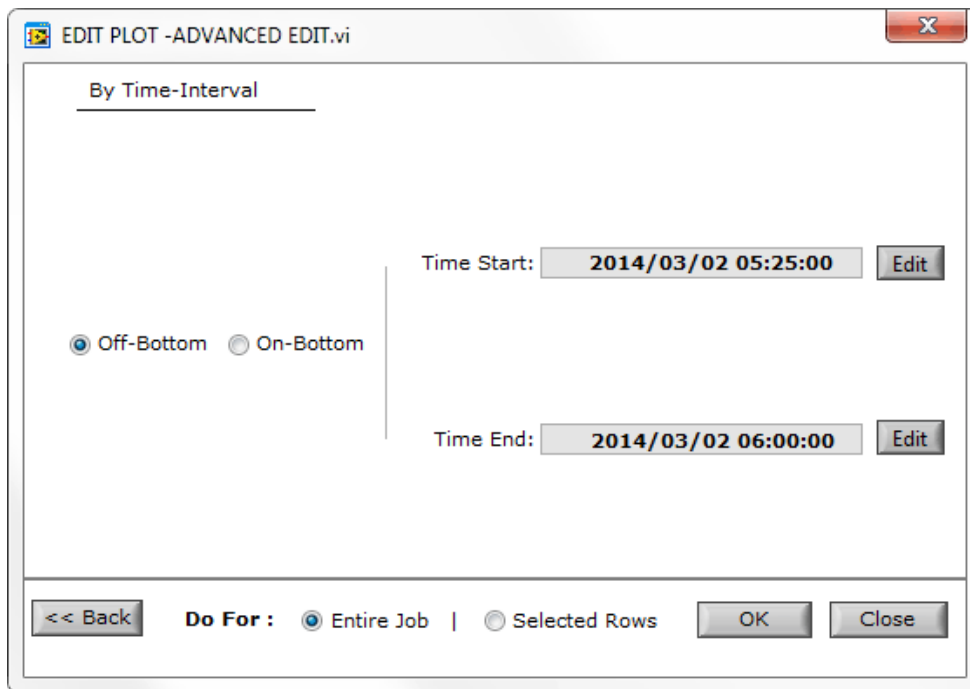 EDIT PLOT -ADVANCED EDIT.vi
x
By Time-Interval
Time Start: 2014/03/02 05:25:00 Edit
Off-Bottom On-Bottom
Time End: 2014/03/02 06:00:00 Edit
<< Back Do For : Entire Job | Selected Rows OK Close